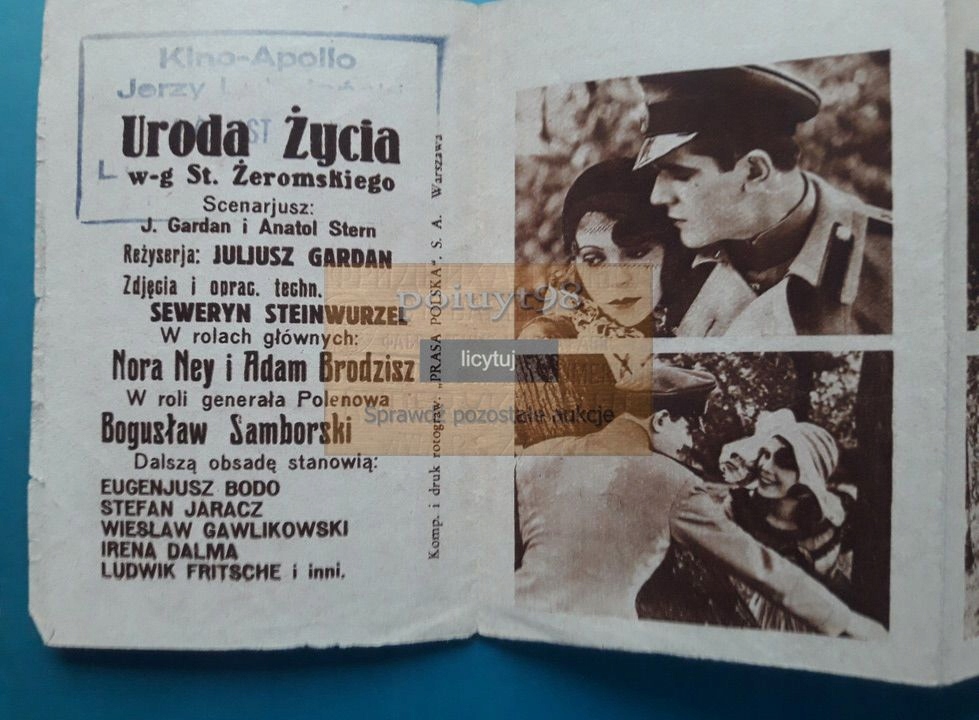 Kino-Apollo
Jerzy
Uroda Życia
w-g St. Żeromskiego
Scenarjusz:
J. Gardan i Anatol Stern
Reżyserja: JULJUSZ GARDAN
Zdjęcia i oprac. techn.
SEWERYN STEINWURZEL
W rolach głównych:
Nora Ney i Adam Brodzisz
W roli generała Polenowa
Bogusław Samborski
Dalszą obsadę stanowią:
EUGENJUSZ BODO
STEFAN JARACZ
WIESŁAW GAWLIKOWSKI
IRENA DALMA
LUDWIK FRITSCHE i inni.
Komp. i druk rotograw. „PRASA POLSKA", S. A. Warszawa
poiuyt98
licytuj
Sprawdź pozostałe aukcje